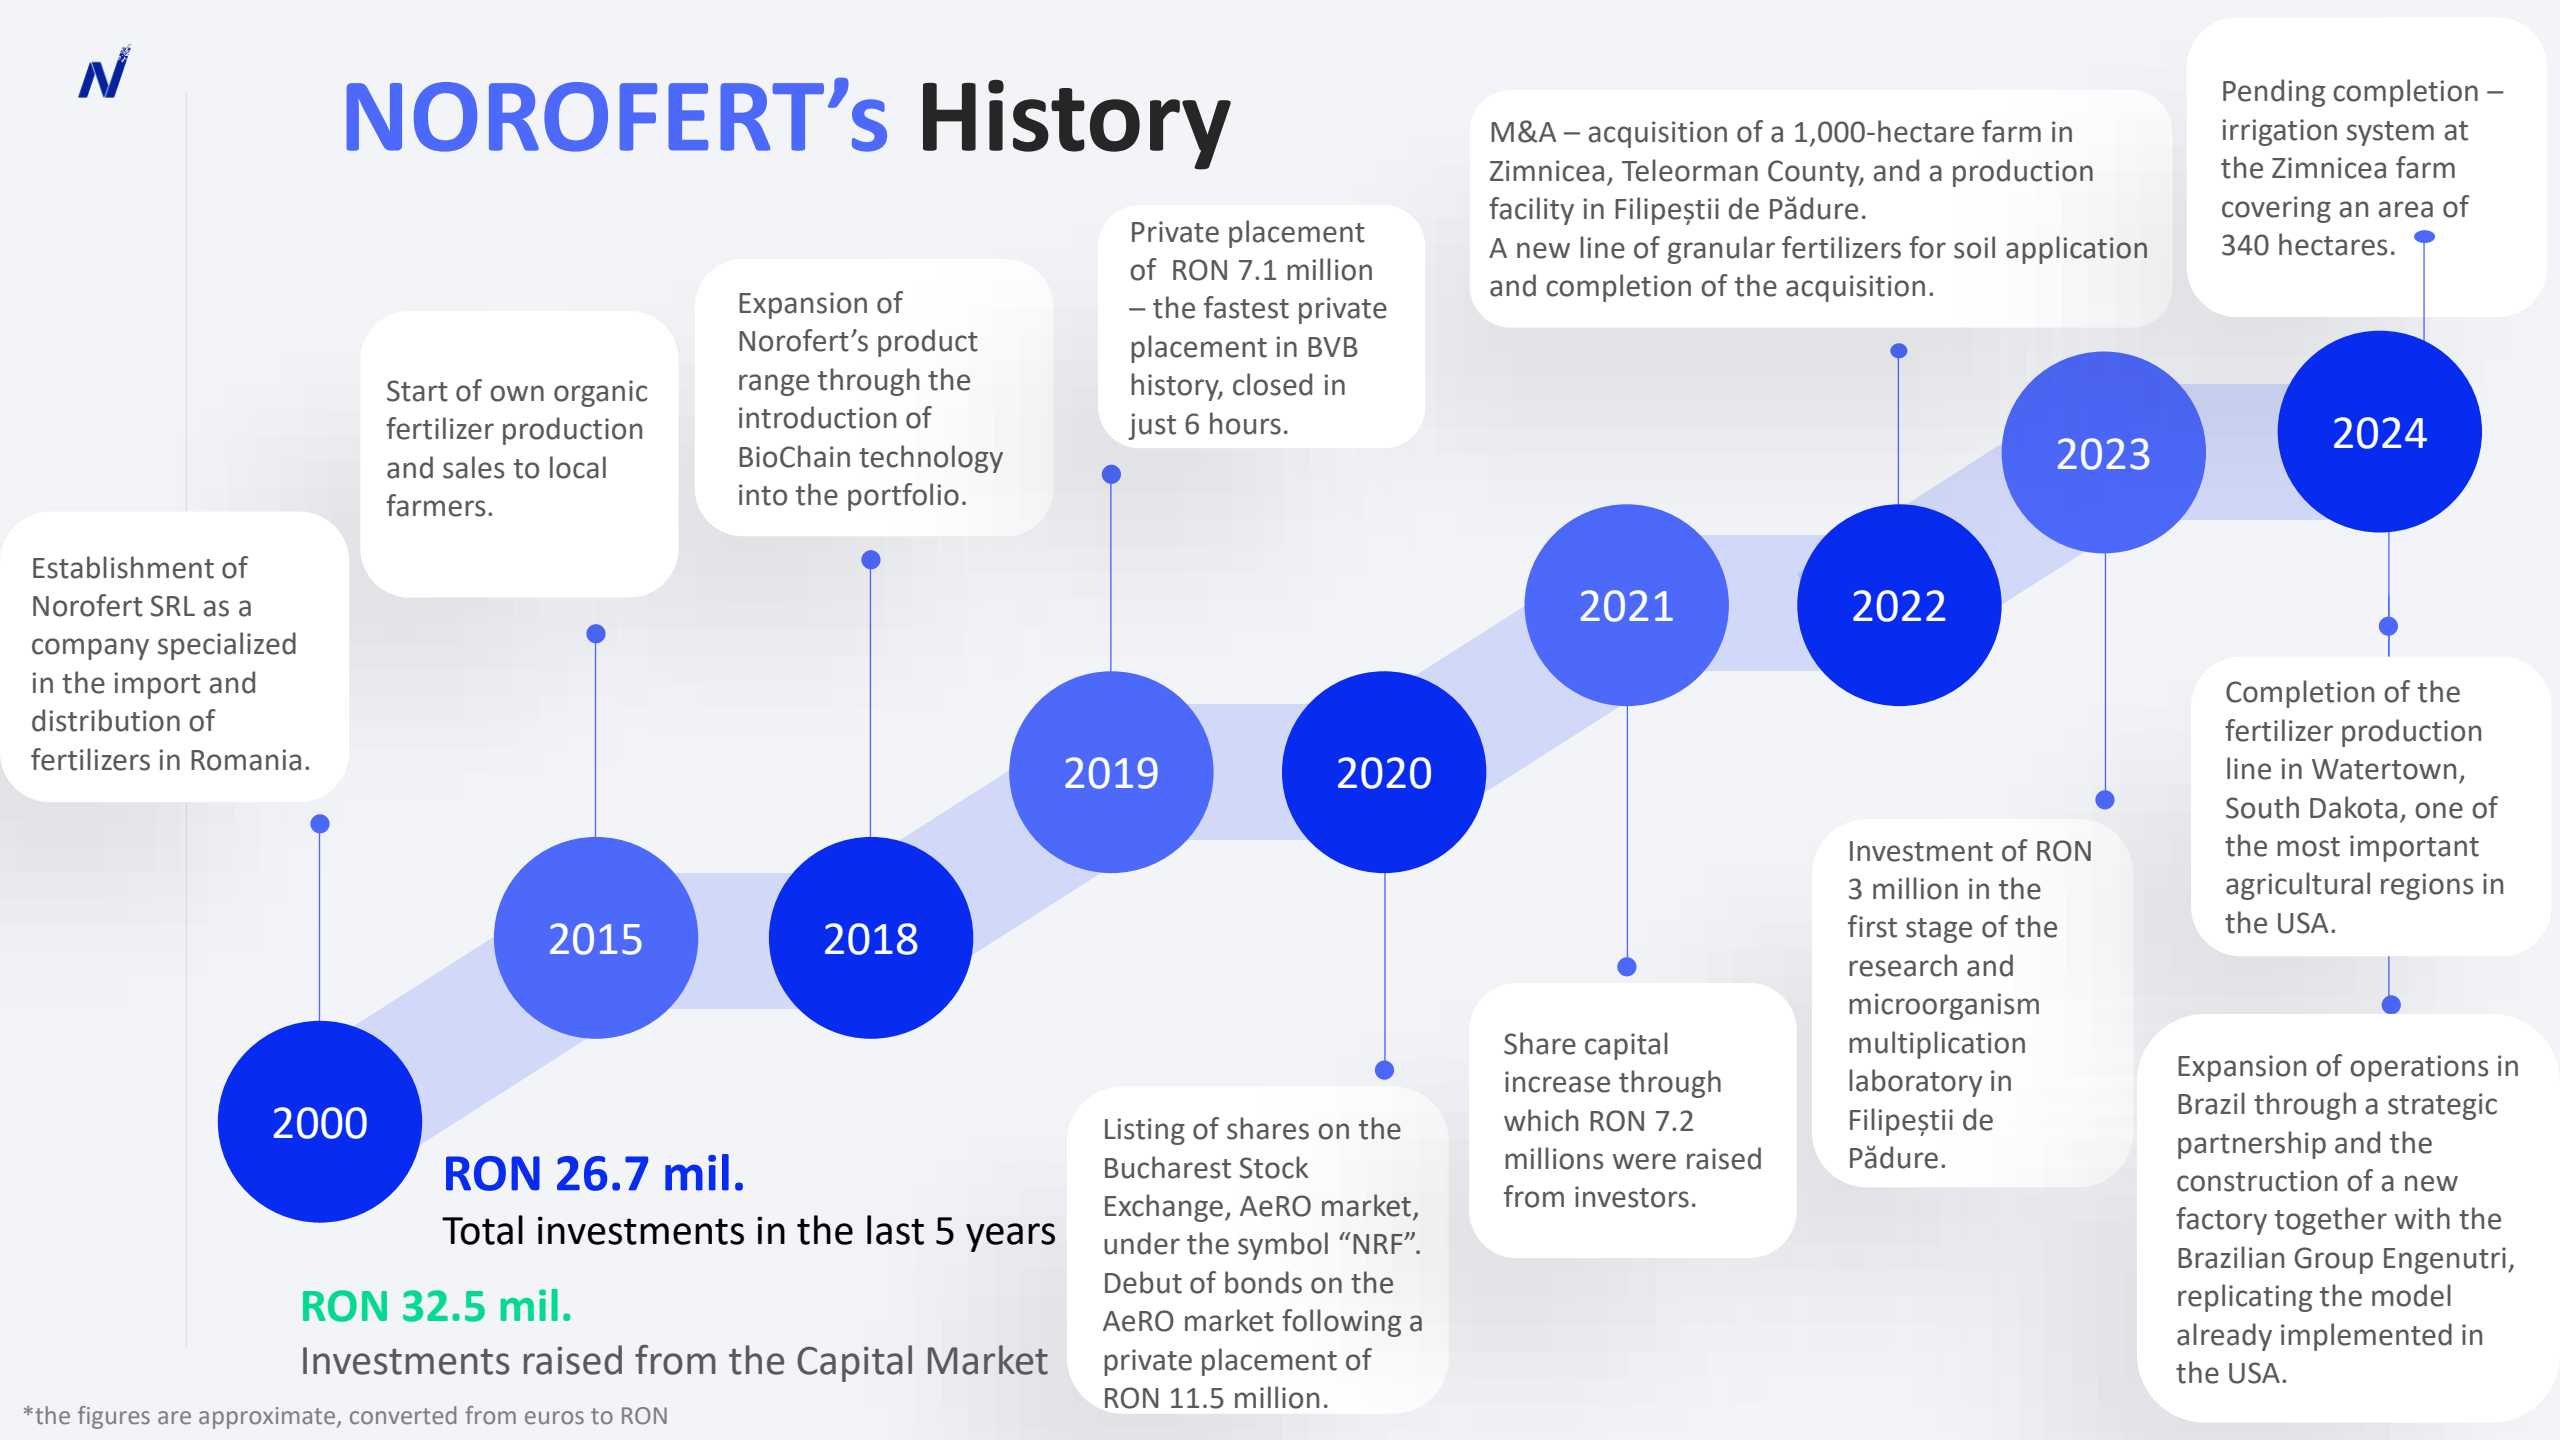 NOROFERT’s History
Establishment of
Norofert SRL as a
company specialized
in the import and
distribution of
fertilizers in Romania.
2000
Start of own organic
fertilizer production
and sales to local
farmers.
2015
Expansion of
Norofert’s product
range through the
introduction of
BioChain technology
into the portfolio.
2018
Private placement
of  RON 7.1 million
– the fastest private
placement in BVB
history, closed in
just 6 hours.
2019
2020
Listing of shares on the
Bucharest Stock
Exchange, AeRO market,
under the symbol “NRF”.
Debut of bonds on the
AeRO market following a
private placement of
RON 11.5 million.
2021
Share capital
increase through
which RON 7.2
millions were raised
from investors.
M&A – acquisition of a 1,000-hectare farm in
Zimnicea, Teleorman County, and a production
facility in Filipeștii de Pădure.
A new line of granular fertilizers for soil application
and completion of the acquisition.
2022
2023
Investment of RON
3 million in the
first stage of the
research and
microorganism
multiplication
laboratory in
Filipeștii de
Pădure.
Pending completion –
irrigation system at
the Zimnicea farm
covering an area of
340 hectares.
2024
Completion of the
fertilizer production
line in Watertown,
South Dakota, one of
the most important
agricultural regions in
the USA.
Expansion of operations in
Brazil through a strategic
partnership and the
construction of a new
factory together with the
Brazilian Group Engenutri,
replicating the model
already implemented in
the USA.
RON 26.7 mil.
Total investments in the last 5 years
RON 32.5 mil.
Investments raised from the Capital Market
*the figures are approximate, converted from euros to RON